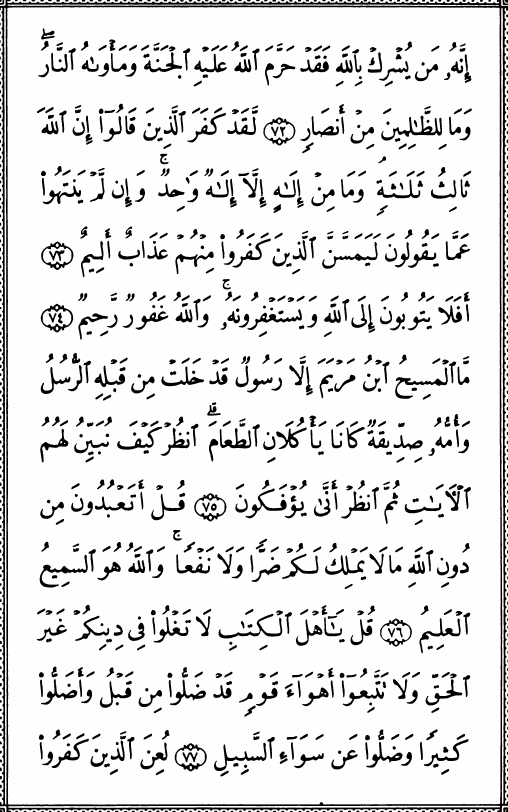 إِنَّهُۥ مَن يُشْرِكْ بِٱللَّهِ فَقَدْ حَرَّمَ ٱللَّهُ عَلَيْهِ ٱلْجَنَّةَ وَمَأْوَىٰهُ ٱلنَّارُۖ
وَمَا لِلظَّٰلِمِينَ مِنْ أَنصَارٍ ٧٢ لَّقَدْ كَفَرَ ٱلَّذِينَ قَالُوٓا۟ إِنَّ ٱللَّهَ
ثَالِثُ ثَلَٰثَةٍۘ وَمَا مِنْ إِلَٰهٍ إِلَّآ إِلَٰهٌ وَٰحِدٌۚ وَإِن لَّمْ يَنتَهُوا۟
عَمَّا يَقُولُونَ لَيَمَسَّنَّ ٱلَّذِينَ كَفَرُوا۟ مِنْهُمْ عَذَابٌ أَلِيمٌ ٧٣
أَفَلَا يَتُوبُونَ إِلَى ٱللَّهِ وَيَسْتَغْفِرُونَهُۥۚ وَٱللَّهُ غَفُورٌ رَّحِيمٌ ٧٤
مَّا ٱلْمَسِيحُ ٱبْنُ مَرْيَمَ إِلَّا رَسُولٌ قَدْ خَلَتْ مِن قَبْلِهِ ٱلرُّسُلُ
وَأُمُّهُۥ صِدِّيقَةٌۖ كَانَا يَأْكُلَانِ ٱلطَّعَامَۗ ٱنظُرْ كَيْفَ نُبَيِّنُ لَهُمُ
ٱلْءَايَٰتِ ثُمَّ ٱنظُرْ أَنَّىٰ يُؤْفَكُونَ ٧٥ قُلْ أَتَعْبُدُونَ مِن
دُونِ ٱللَّهِ مَا لَا يَمْلِكُ لَكُمْ ضَرًّا وَلَا نَفْعًاۚ وَٱللَّهُ هُوَ ٱلسَّمِيعُ
ٱلْعَلِيمُ ٧٦ قُلْ يَٰٓأَهْلَ ٱلْكِتَٰبِ لَا تَغْلُوا۟ فِى دِينِكُمْ غَيْرَ
ٱلْحَقِّ وَلَا تَتَّبِعُوٓا۟ أَهْوَآءَ قَوْمٍ قَدْ ضَلُّوا۟ مِن قَبْلُ وَأَضَلُّوا۟
كَثِيرًا وَضَلُّوا۟ عَن سَوَآءِ ٱلسَّبِيلِ ٧٧ لُعِنَ ٱلَّذِينَ كَفَرُوا۟